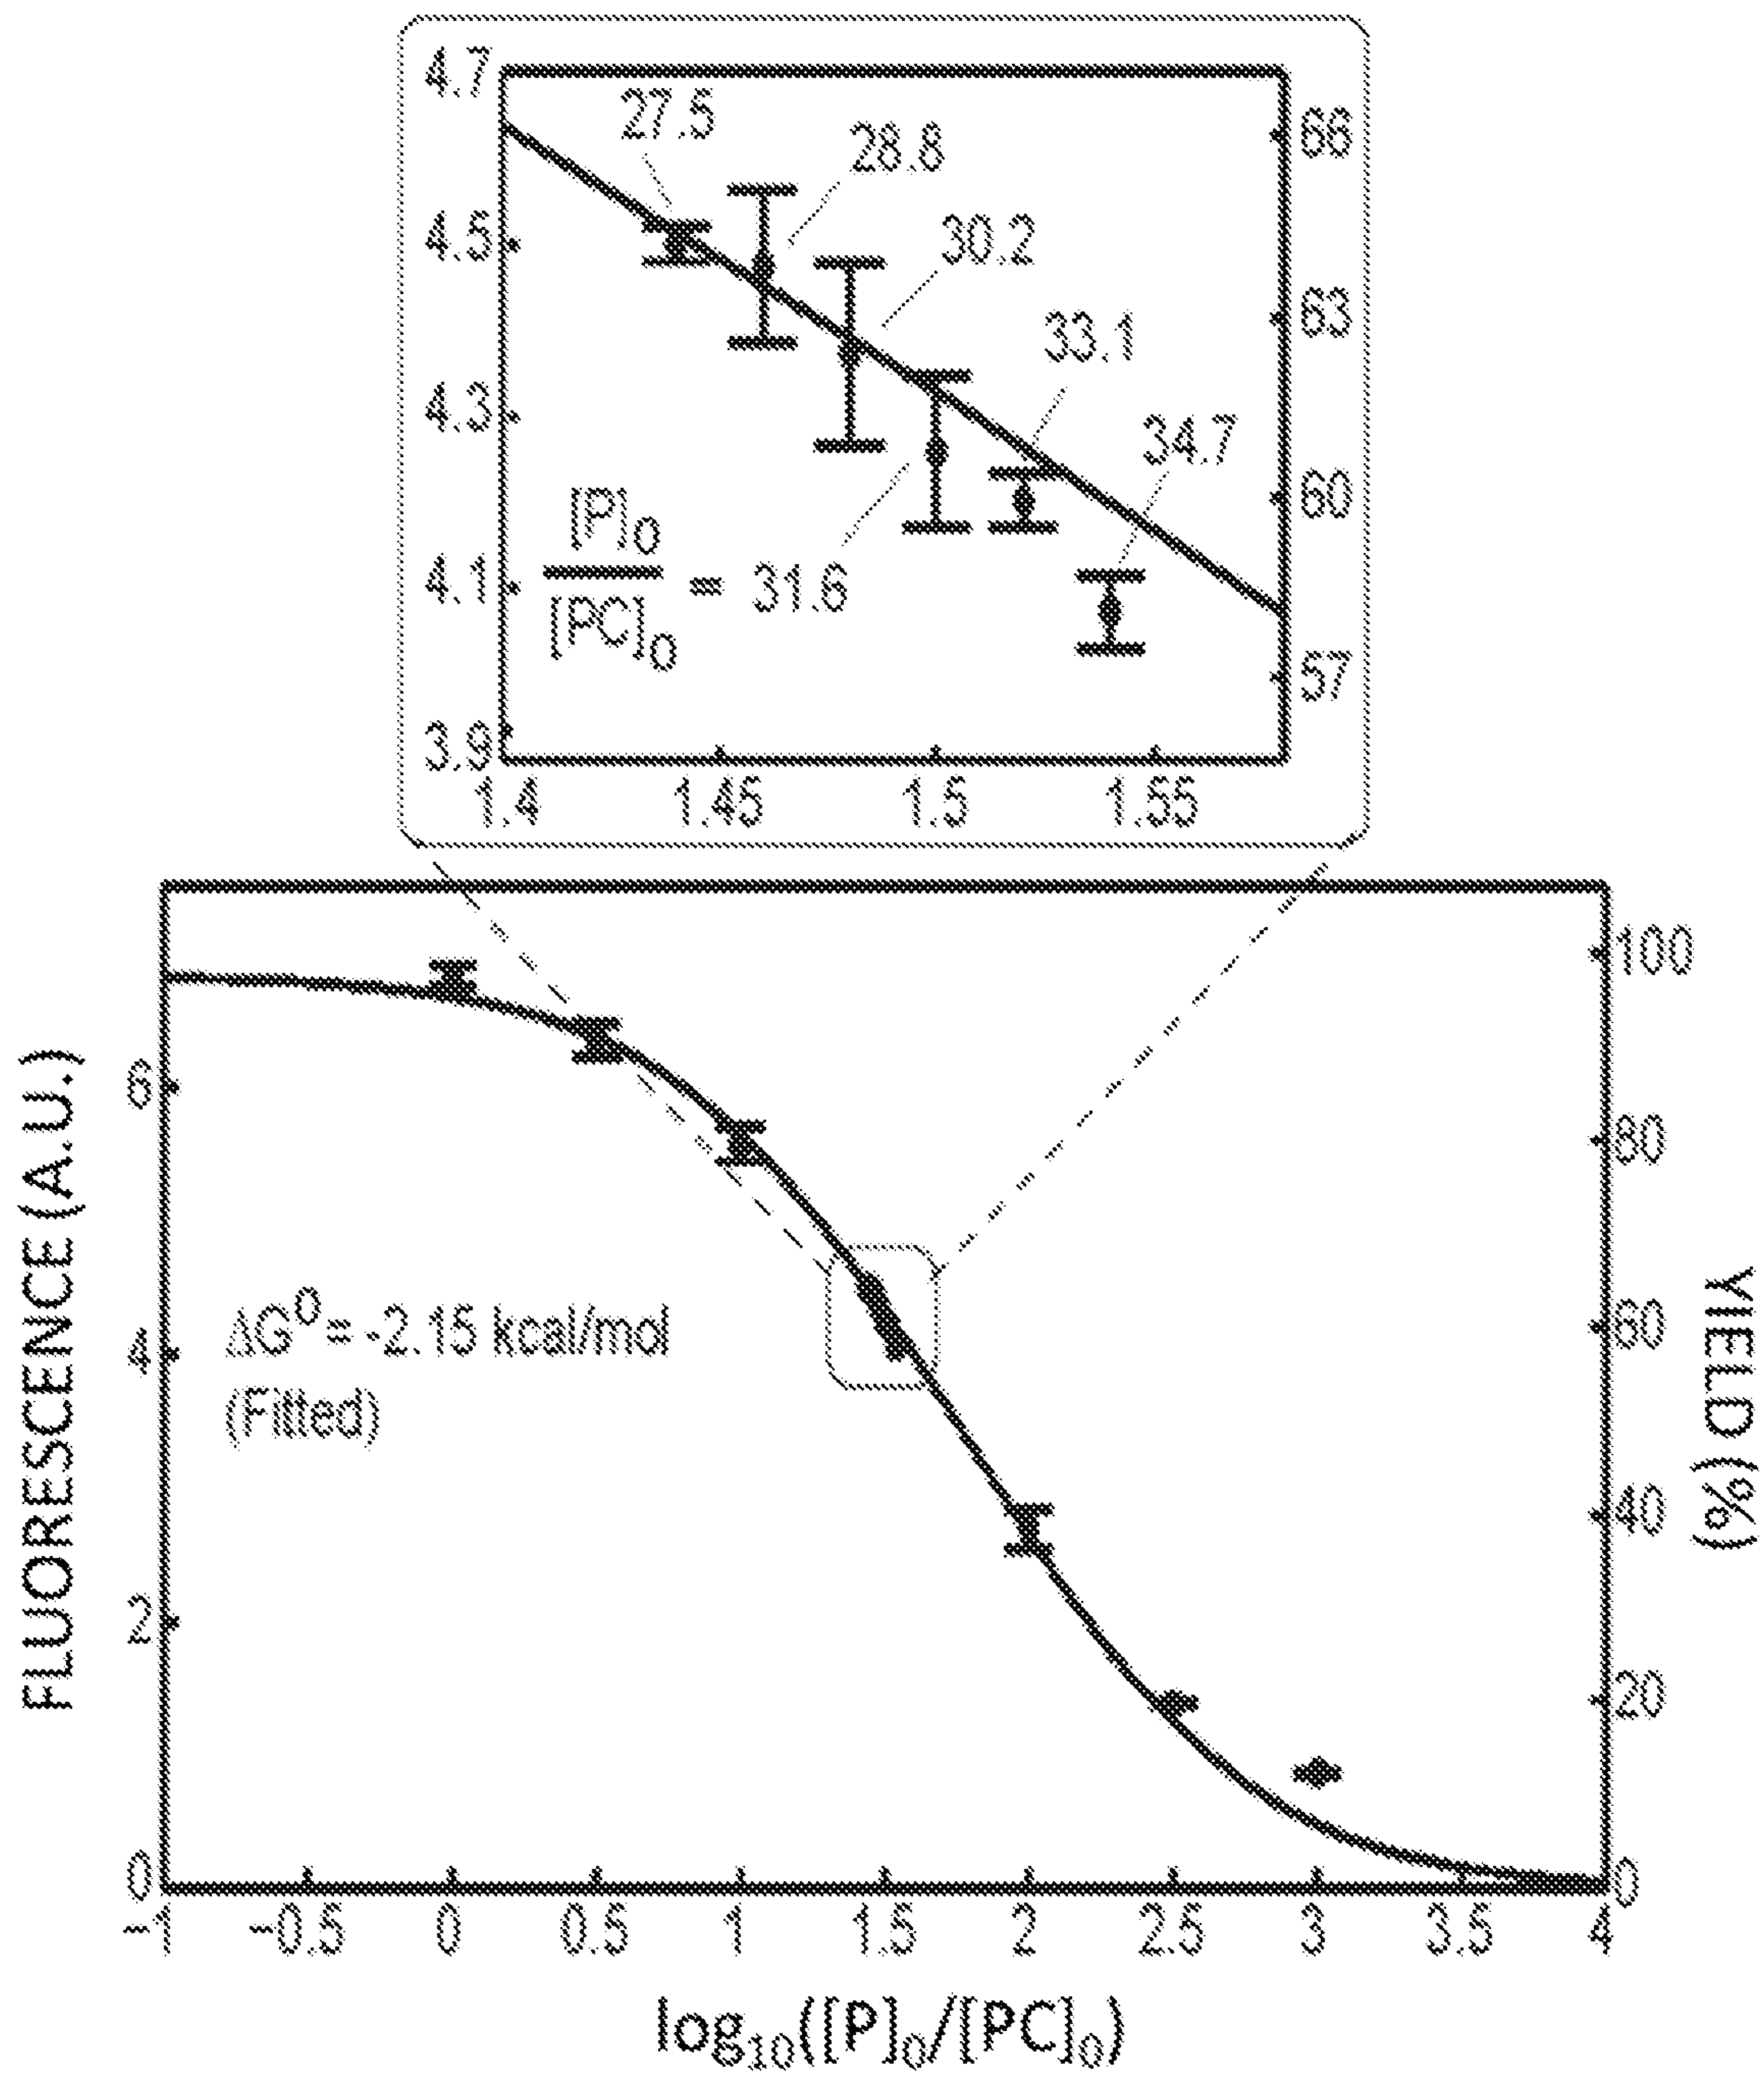 4.7
4.5
4.3
4.1
3.9
66
63
60
57
27.5
28.8
30.2
33.1
34.7
[P]0
[PC]0
= 31.6
1.4 1.45 1.5 1.55
FLUORESCENCE (A.U.)
6
4
2
0
ΔG⁰ = -2.15 kcal/mol
(Fitted)
100
80
60
40
20
0
YIELD (%)
-1 -0.5 0 0.5 1 1.5 2 2.5 3 3.5 4
log₁₀([P]₀/[PC]₀)